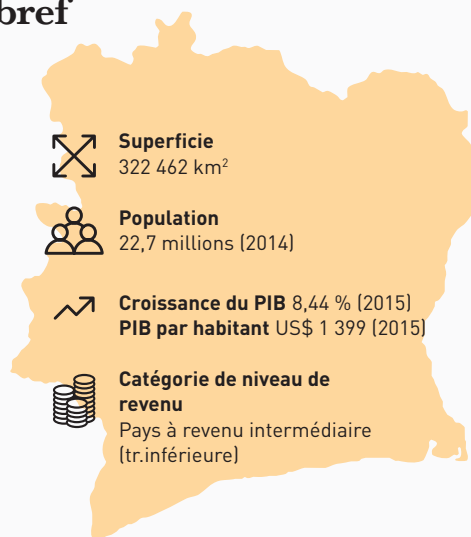 bref
Superficie
322 462 km²
Population
22,7 millions (2014)
Croissance du PIB 8,44 % (2015)
PIB par habitant US$ 1 399 (2015)
Catégorie de niveau de
revenu
Pays à revenu intermédiaire
(tr.inférieure)